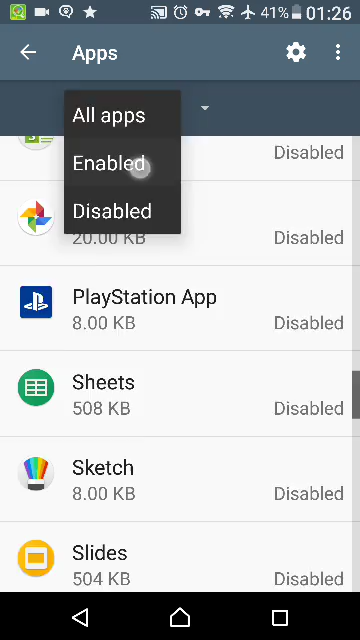 41% 01:26
Apps
All apps
Enabled
Disabled
Disabled
20.00 KB Disabled
PlayStation App
8.00 KB Disabled
Sheets
508 KB Disabled
Sketch
8.00 KB Disabled
Slides
504 KB Disabled